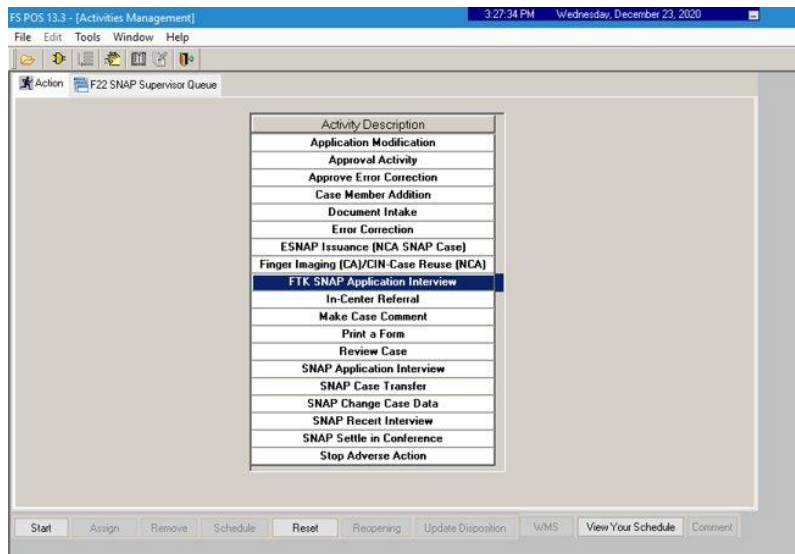 FS POS 13.3 - [Activities Management] 3:27:34 PM Wednesday, December 23, 2020
File Edit Tools Window Help
Action F22 SNAP Supervisor Queue
Activity Description
Application Modification
Approval Activity
Approve Error Correction
Case Member Addition
Document Intake
Error Correction
ESNAP Issuance (NCA SNAP Case)
Finger Imaging (CA)/CIN-Case Reuse (NCA)
FTK SNAP Application Interview
In-Center Referral
Make Case Comment
Print a Form
Review Case
SNAP Application Interview
SNAP Case Transfer
SNAP Change Case Data
SNAP Recert Interview
SNAP Settle in Conference
Stop Adverse Action
Start Assign Remove Schedule Reset Reopening Update Disposition WMS View Your Schedule Comment